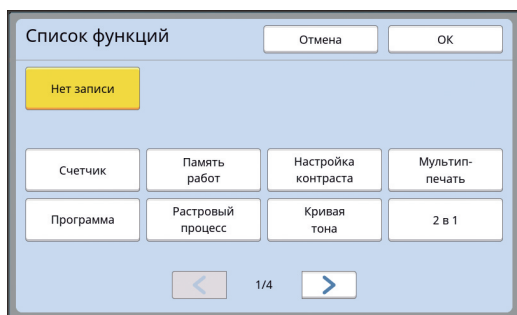 Список функций
Отмена
ОК
Нет записи
Счетчик
Память
работ
Настройка
контраста
Мультип-
печать
Программа
Растровый
процесс
Кривая
тона
2 в 1
1/4